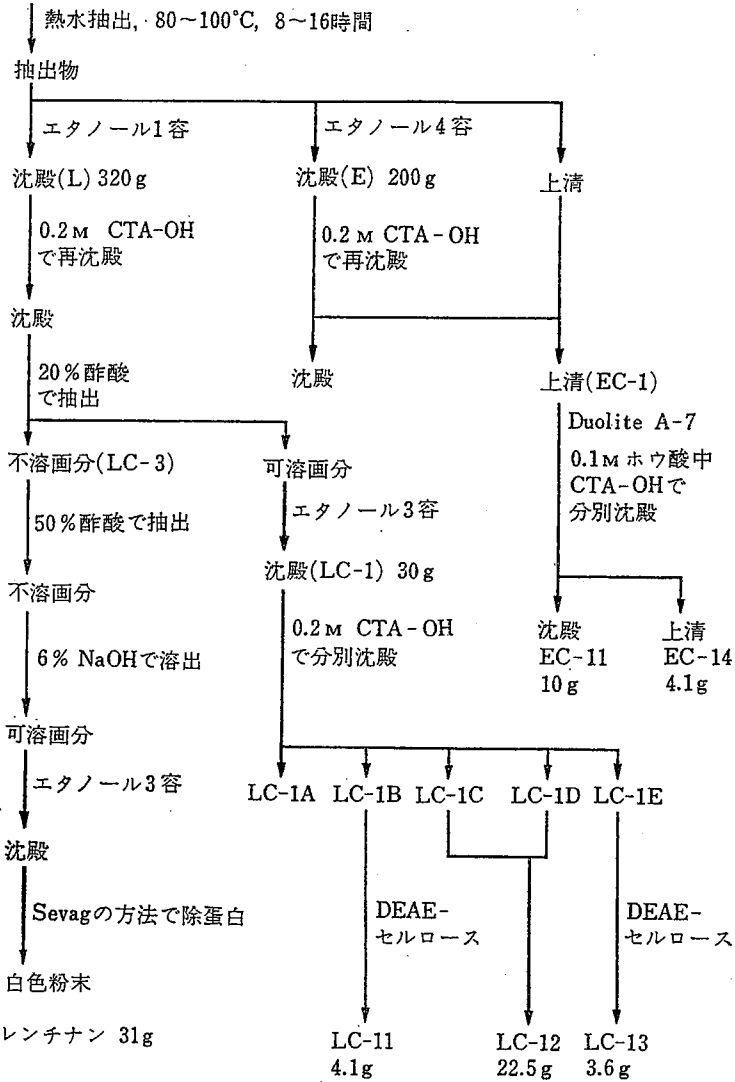 熱水抽出, 80～100℃, 8～16時間
抽出物
エタノール1容
エタノール4容
沈殿(L) 320g
沈殿(E) 200g
上清
0.2M CTA-OH
で再沈殿
0.2M CTA-OH
で再沈殿
沈殿
沈殿
上清(EC-1)
20%酢酸
で抽出
Duolite A-7
0.1Mホウ酸中
CTA-OHで
分別沈殿
不溶画分(LC-3)
可溶画分
50%酢酸で抽出
エタノール3容
不溶画分
沈殿(LC-1) 30g
0.2M CTA-OH
で分別沈殿
沈殿
EC-11
10g
上清
EC-14
4.1g
6% NaOHで溶出
可溶画分
エタノール3容
LC-1A LC-1B LC-1C LC-1D LC-1E
沈殿
Sevagの方法で除蛋白
DEAE-
セルロース
DEAE-
セルロース
白色粉末
レンチナン 31g
LC-11
4.1g
LC-12
22.5g
LC-13
3.6g